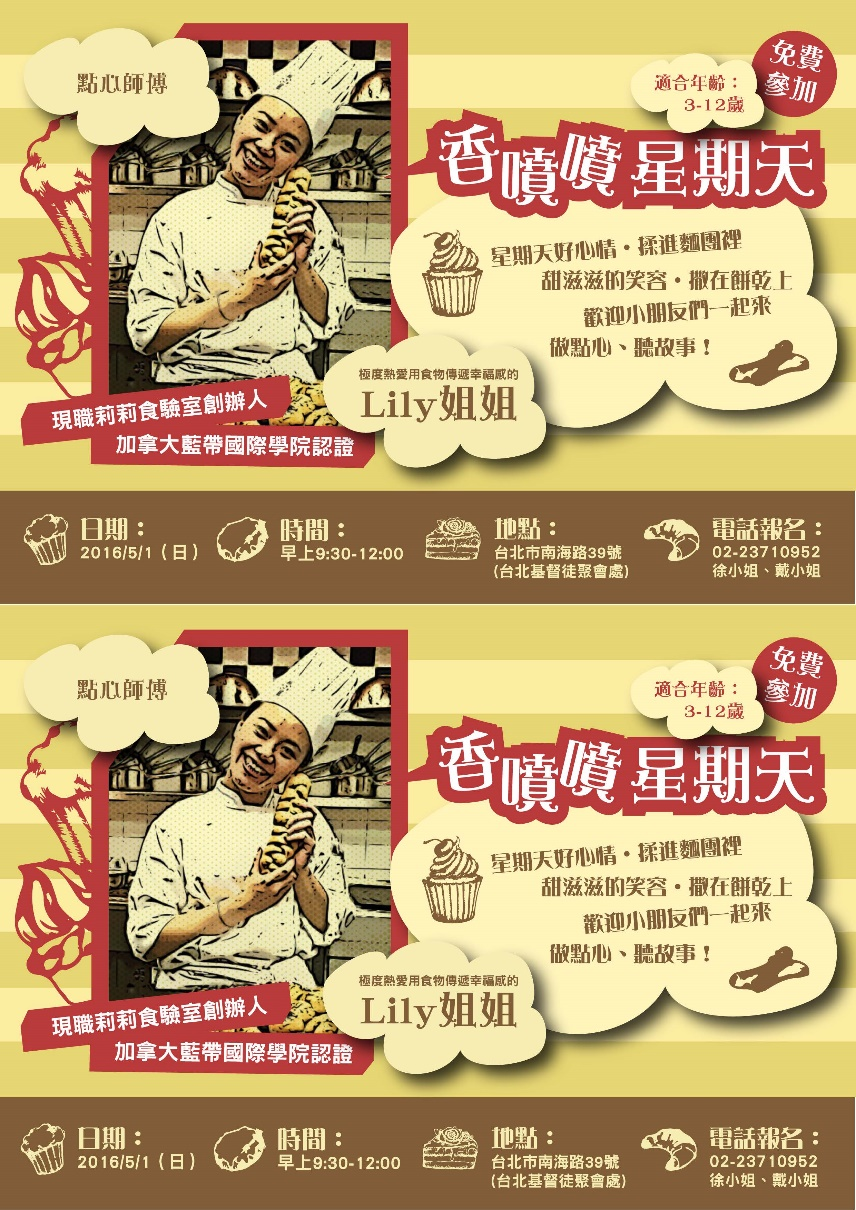 點心師傅
免費
參加
適合年齡：
3-12歲
香噴噴星期天
星期天好心情・揉進麵團裡
甜滋滋的笑容・撒在餅乾上
歡迎小朋友們一起來
做點心、聽故事！
極度熱愛用食物傳遞幸福感的
Lily姐姐
現職莉莉食驗室創辦人
加拿大藍帶國際學院認證
日期：
2016/5/1（日）
時間：
早上9:30-12:00
地點：
台北市南海路39號
(台北基督徒聚會處)
電話報名：
02-23710952
徐小姐、戴小姐
點心師傅
免費
參加
適合年齡：
3-12歲
香噴噴星期天
星期天好心情・揉進麵團裡
甜滋滋的笑容・撒在餅乾上
歡迎小朋友們一起來
做點心、聽故事！
極度熱愛用食物傳遞幸福感的
Lily姐姐
現職莉莉食驗室創辦人
加拿大藍帶國際學院認證
日期：
2016/5/1（日）
時間：
早上9:30-12:00
地點：
台北市南海路39號
(台北基督徒聚會處)
電話報名：
02-23710952
徐小姐、戴小姐